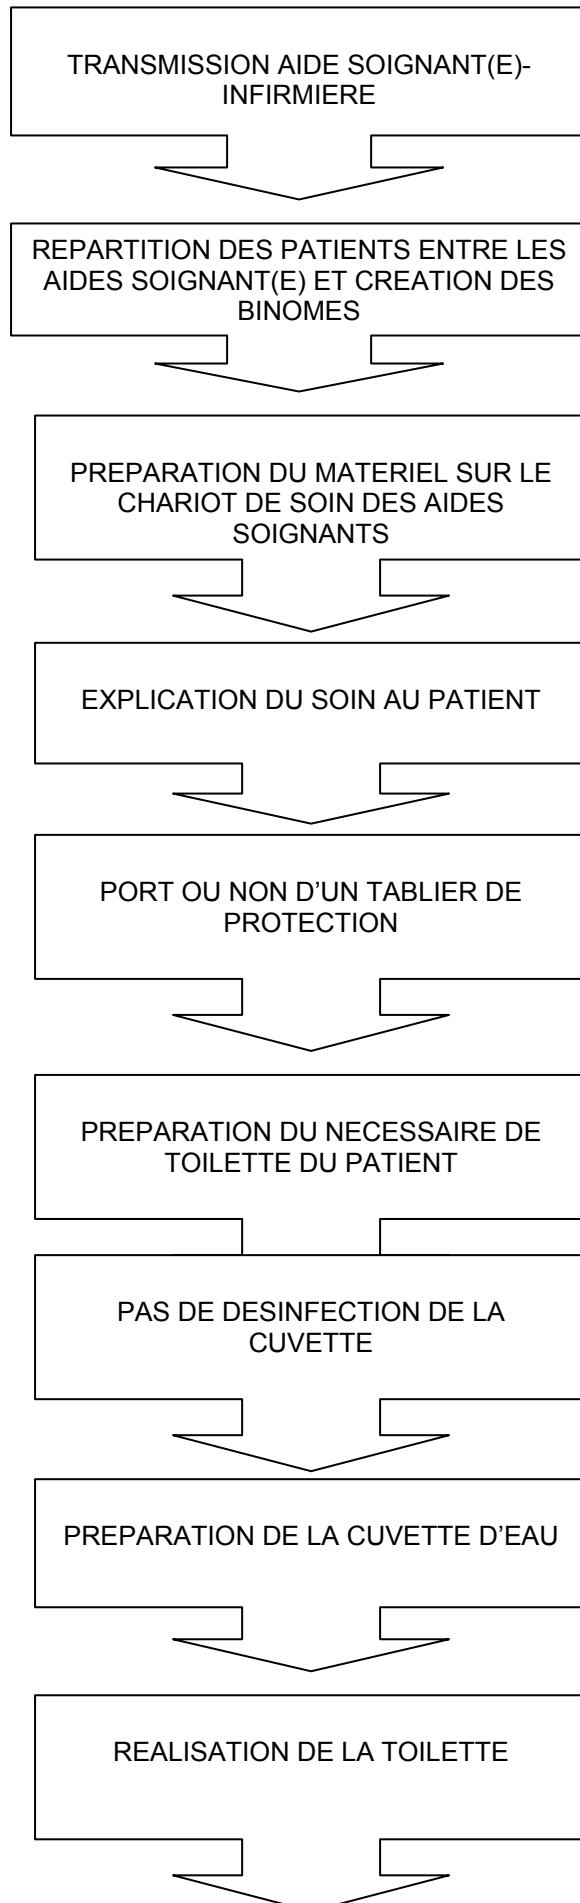 TRANSMISSION AIDE SOIGNANT(E)-
INFIRMIERE
REPARTITION DES PATIENTS ENTRE LES
AIDES SOIGNANT(E) ET CREATION DES
BINOMES
PREPARATION DU MATERIEL SUR LE
CHARIOT DE SOIN DES AIDES
SOIGNANTS
EXPLICATION DU SOIN AU PATIENT
PORT OU NON D'UN TABLIER DE
PROTECTION
PREPARATION DU NECESSAIRE DE
TOILETTE DU PATIENT
PAS DE DESINFECTION DE LA
CUVETTE
PREPARATION DE LA CUVETTE D'EAU
REALISATION DE LA TOILETTE